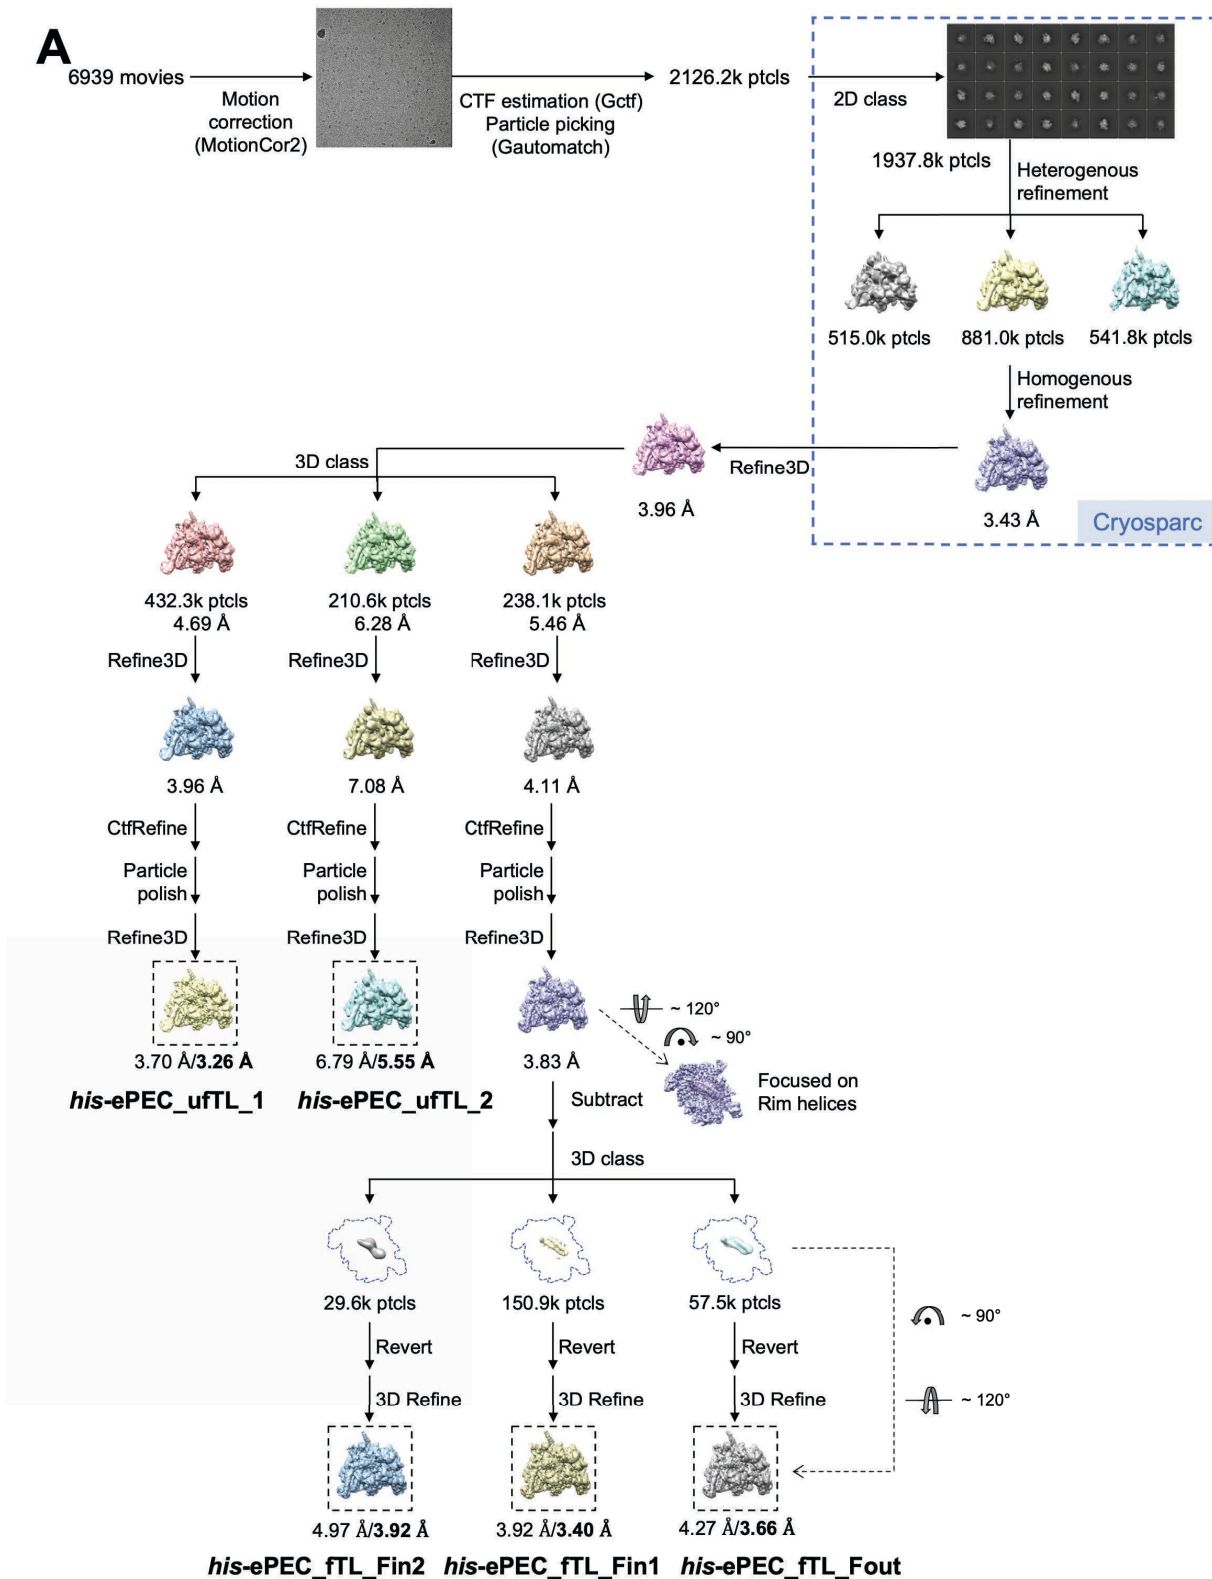 A
6939 movies
Motion
correction
(MotionCor2)
CTF estimation (Gctf)
Particle picking
(Gautomatch)
2126.2k ptcls
2D class
1937.8k ptcls
Heterogenous
refinement
515.0k ptcls
881.0k ptcls
541.8k ptcls
Homogenous
refinement
3.43 Å
Cryosparc
Refine3D
3.96 Å
3D class
432.3k ptcls
4.69 Å
210.6k ptcls
6.28 Å
238.1k ptcls
5.46 Å
Refine3D
Refine3D
Refine3D
3.96 Å
7.08 Å
4.11 Å
CtfRefine
CtfRefine
CtfRefine
Particle
polish
Particle
polish
Particle
polish
Refine3D
Refine3D
Refine3D
3.70 Å/3.26 Å
his-ePEC_ufTL_1
6.79 Å/5.55 Å
his-ePEC_ufTL_2
3.83 Å
~ 120°
~ 90°
Focused on
Rim helices
Subtract
3D class
29.6k ptcls
150.9k ptcls
57.5k ptcls
Revert
Revert
Revert
~ 90°
3D Refine
3D Refine
3D Refine
~ 120°
4.97 Å/3.92 Å
3.92 Å/3.40 Å
4.27 Å/3.66 Å
his-ePEC_fTL_Fin2
his-ePEC_fTL_Fin1
his-ePEC_fTL_Fout